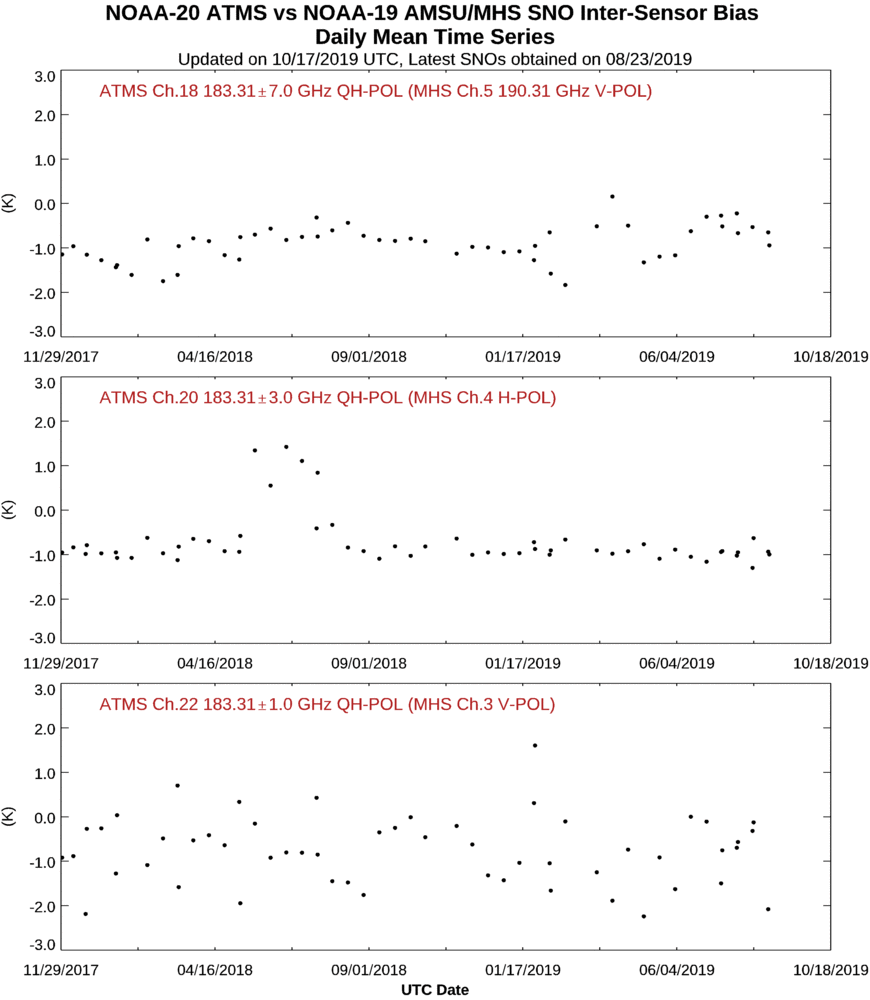 NOAA-20 ATMS vs NOAA-19 AMSU/MHS SNO Inter-Sensor Bias
Daily Mean Time Series
Updated on 10/17/2019 UTC, Latest SNOs obtained on 08/23/2019
ATMS Ch.18 183.31±7.0 GHz QH-POL (MHS Ch.5 190.31 GHz V-POL)
3.0
2.0
1.0
0.0
-1.0
-2.0
-3.0
(K)
11/29/2017 04/16/2018 09/01/2018 01/17/2019 06/04/2019 10/18/2019
ATMS Ch.20 183.31±3.0 GHz QH-POL (MHS Ch.4 H-POL)
3.0
2.0
1.0
0.0
-1.0
-2.0
-3.0
(K)
11/29/2017 04/16/2018 09/01/2018 01/17/2019 06/04/2019 10/18/2019
ATMS Ch.22 183.31±1.0 GHz QH-POL (MHS Ch.3 V-POL)
3.0
2.0
1.0
0.0
-1.0
-2.0
-3.0
(K)
11/29/2017 04/16/2018 09/01/2018 01/17/2019 06/04/2019 10/18/2019
UTC Date